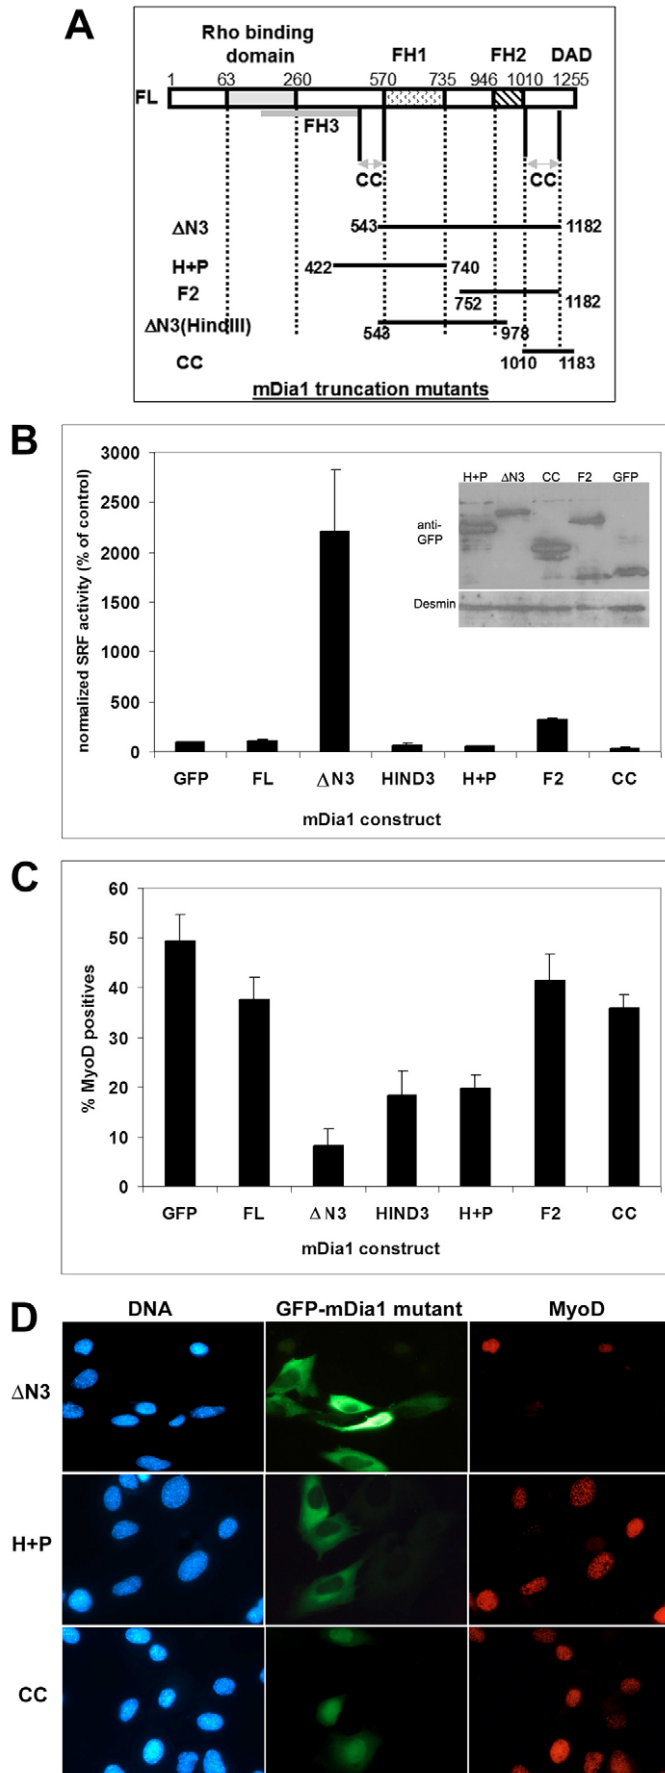 A
Rho binding
domain
FH1
FH2
DAD
1
63
260
570
735
946
1010
1255
FL
FH3
CC
CC
ΔN3
543
1182
H+P
422
740
F2
752
1182
ΔN3(HindIII)
543
978
CC
1010
1183
mDia1 truncation mutants
B
normalized SRF activity (% of control)
3000
2500
2000
1500
1000
500
0
H+P ΔN3 CC F2 GFP
anti-
GFP
Desmin
GFP FL ΔN3 HIND3 H+P F2 CC
mDia1 construct
C
% MyoD positives
60
50
40
30
20
10
0
GFP FL ΔN3 HIND3 H+P F2 CC
mDia1 construct
D
DNA GFP-mDia1 mutant MyoD
ΔN3
H+P
CC